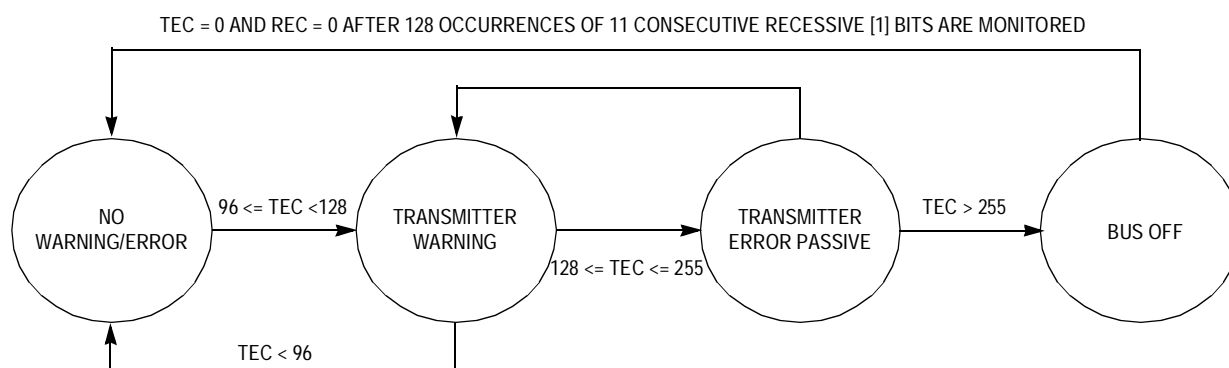 TEC = 0 AND REC = 0 AFTER 128 OCCURRENCES OF 11 CONSECUTIVE RECESSIVE [1] BITS ARE MONITORED
NO
WARNING/ERROR
96 <= TEC <128
TRANSMITTER
WARNING
128 <= TEC <= 255
TRANSMITTER
ERROR PASSIVE
TEC > 255
BUS OFF
TEC < 96